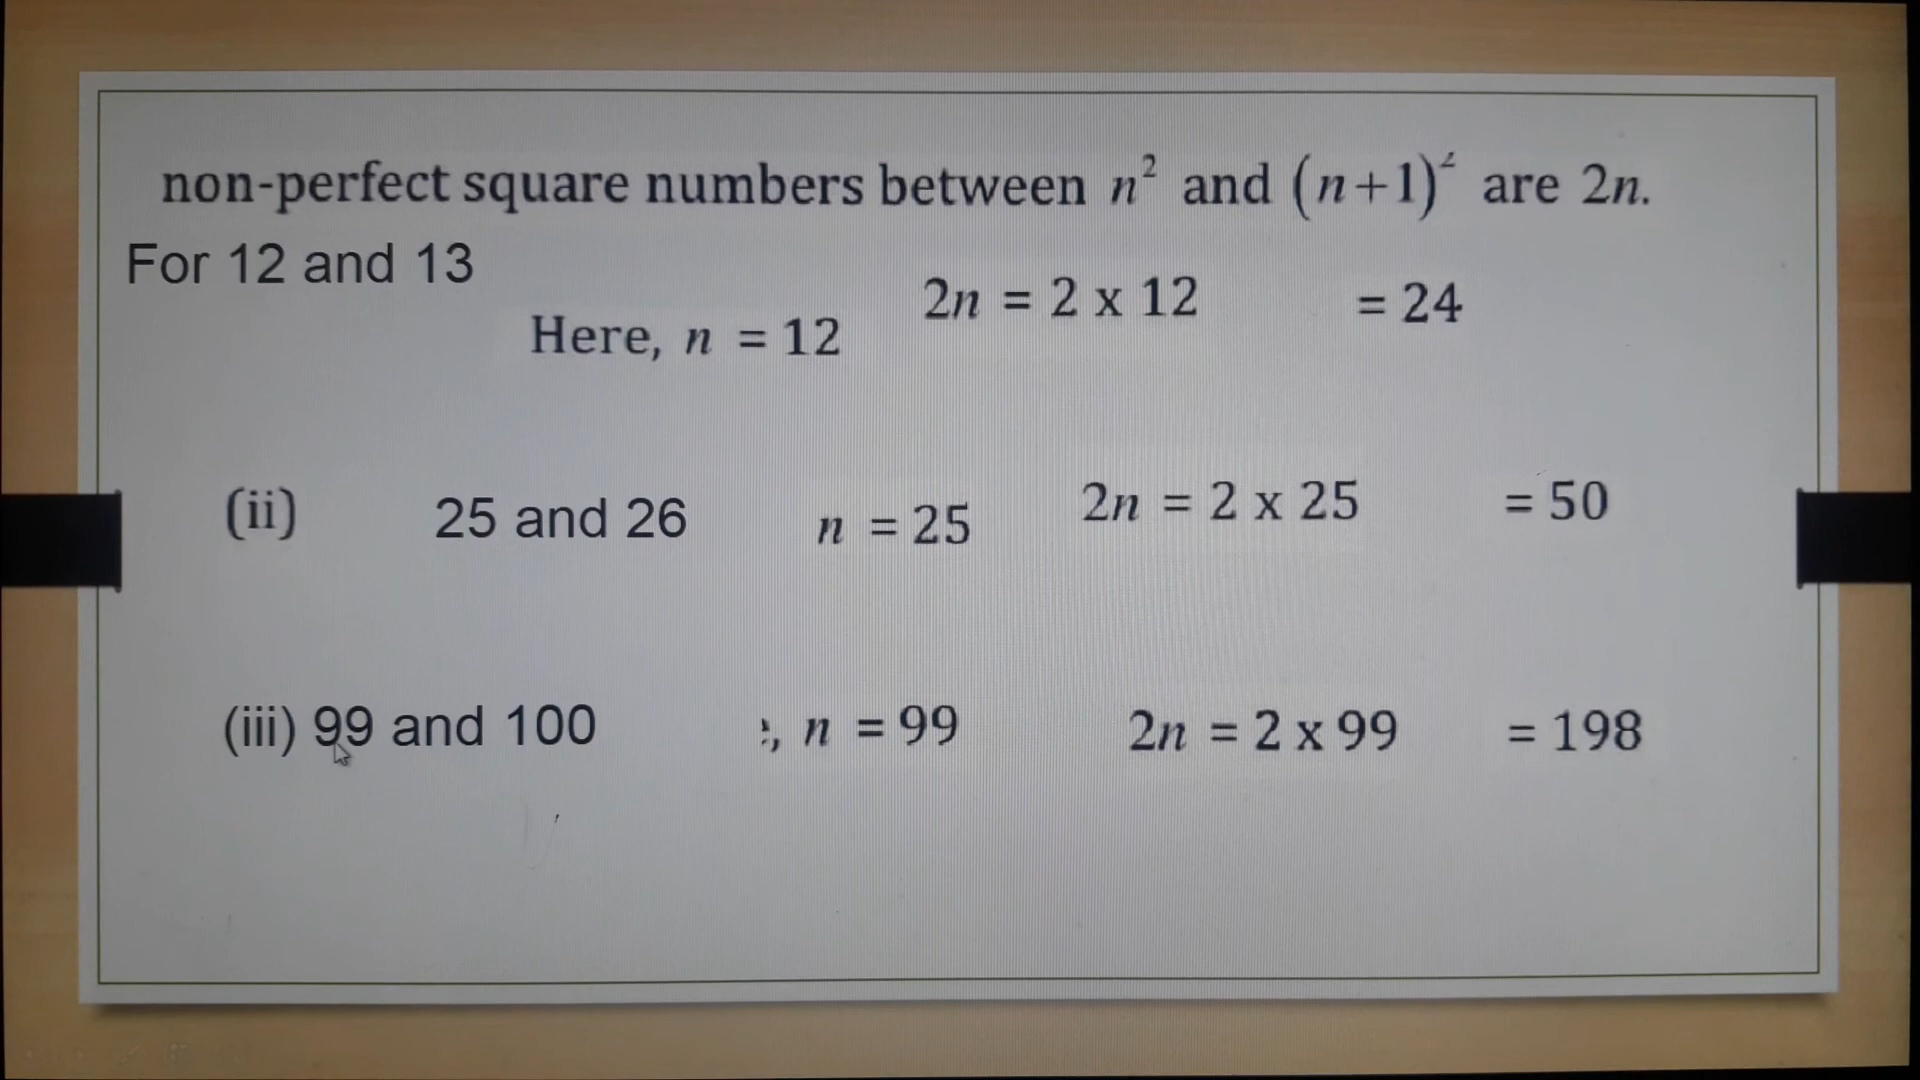 non-perfect square numbers between n² and (n+1)² are 2n.
For 12 and 13
Here, n = 12 2n = 2 x 12 = 24
(ii) 25 and 26 n = 25 2n = 2 x 25 = 50
(iii) 99 and 100 , n = 99 2n = 2 x 99 = 198